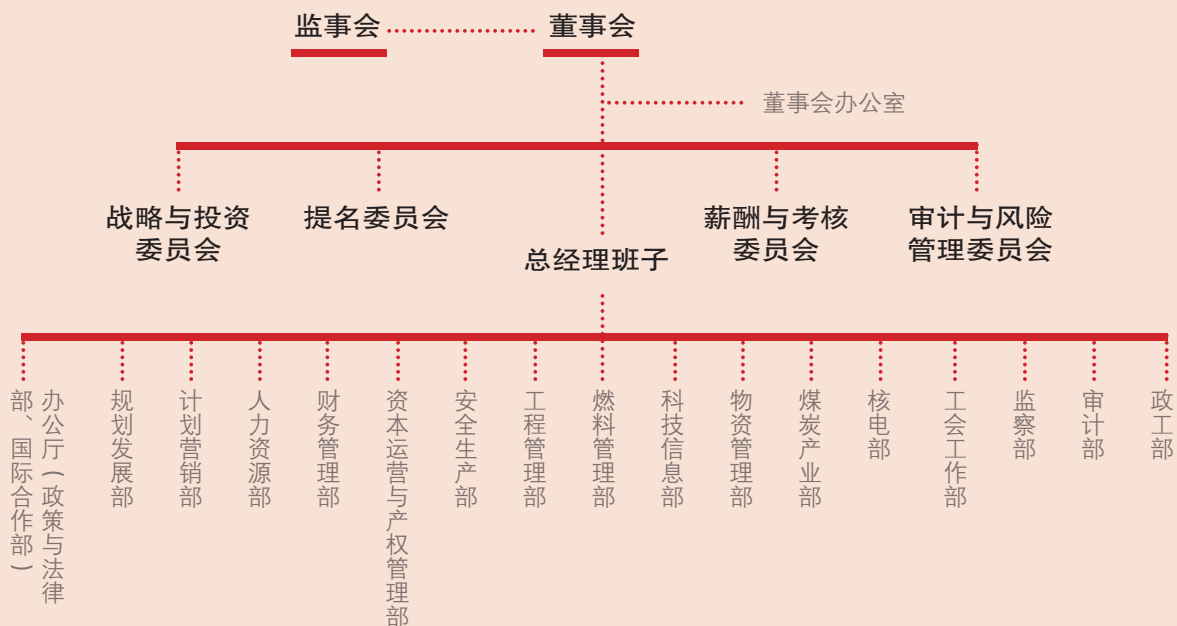 监事会
董事会
董事会办公室
战略与投资
委员会
提名委员会
总经理班子
薪酬与考核
委员会
审计与风险
管理委员会
办公厅(政策与法律
部、国际合作部)
规划发展部
计划营销部
人力资源部
财务管理部
资本运营与产权管理部
安全生产部
工程管理部
燃料管理部
科技信息部
物资管理部
煤炭产业部
核电部
工会工作部
监察部
审计部
政工部